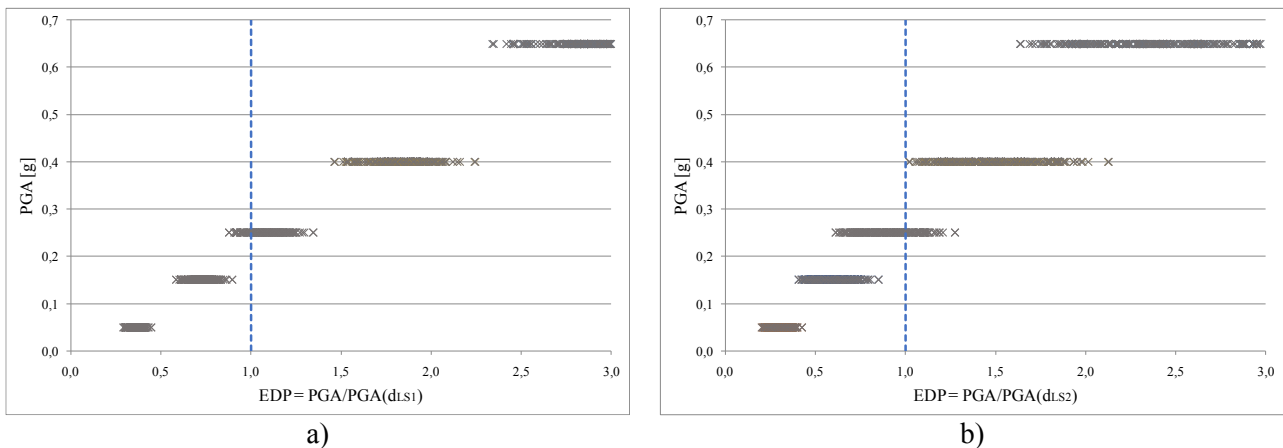 0,7
0,6
0,5
0,4
0,3
0,2
0,1
0,0
PGA [g]
0,0 0,5 1,0 1,5 2,0 2,5 3,0
EDP = PGA/PGA(dLS1)
a)
0,7
0,6
0,5
0,4
0,3
0,2
0,1
0,0
PGA [g]
0,0 0,5 1,0 1,5 2,0 2,5 3,0
EDP = PGA/PGA(dLS2)
b)